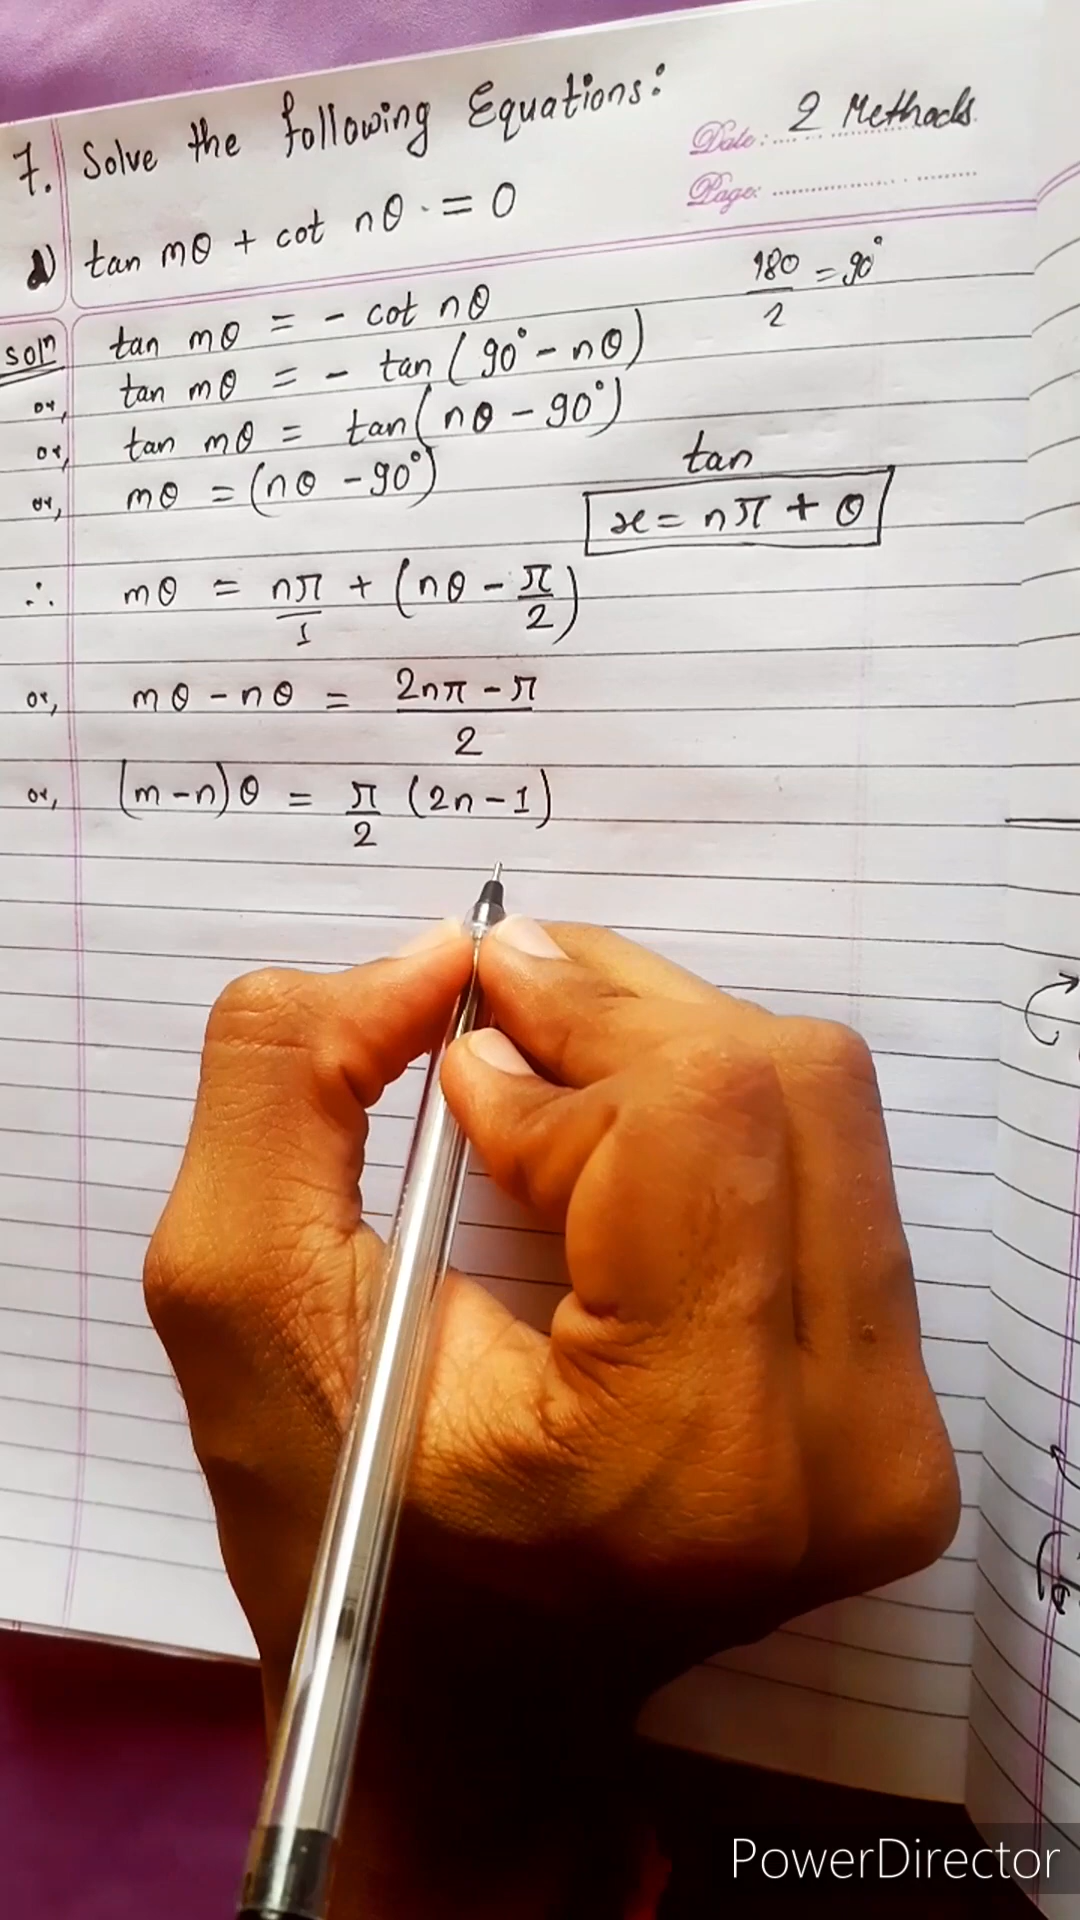 2 Methods
Date:
Page:
7. Solve the following Equations:
d) tan mθ + cot nθ = 0
180/2 = 90°
soln tan mθ = - cot nθ
or, tan mθ = - tan (90° - nθ)
or, tan mθ = tan (nθ - 90°)
or, mθ = (nθ - 90°)
tan
x = nπ + θ
∴ mθ = nπ/1 + (nθ - π/2)
or, mθ - nθ = 2nπ - π / 2
or, (m - n)θ = π/2 (2n - 1)
PowerDirector